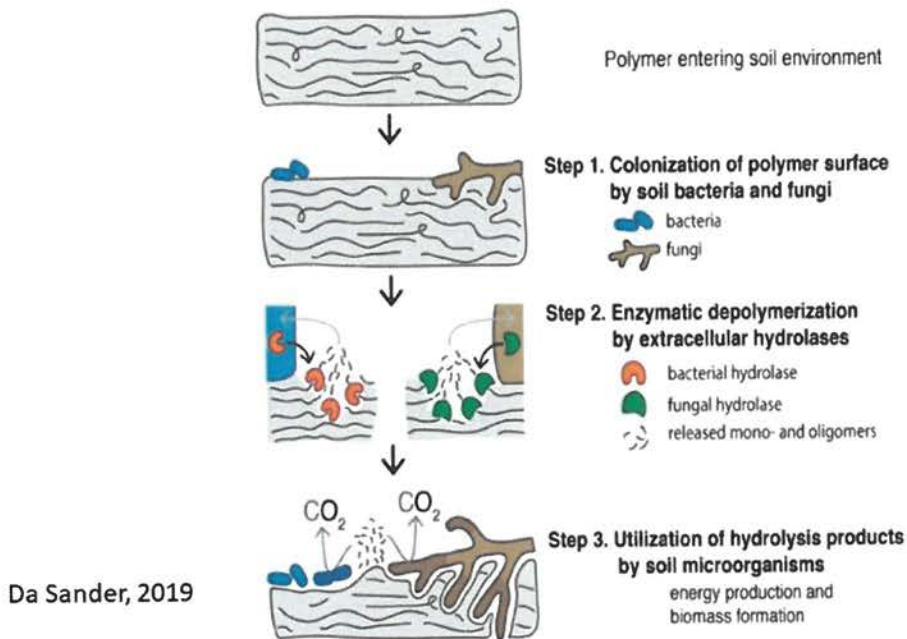 Polymer entering soil environment
Step 1. Colonization of polymer surface
by soil bacteria and fungi
bacteria
fungi
Step 2. Enzymatic depolymerization
by extracellular hydrolases
bacterial hydrolase
fungal hydrolase
released mono- and oligomers
CO₂
CO₂
Step 3. Utilization of hydrolysis products
by soil microorganisms
energy production and
biomass formation
Da Sander, 2019